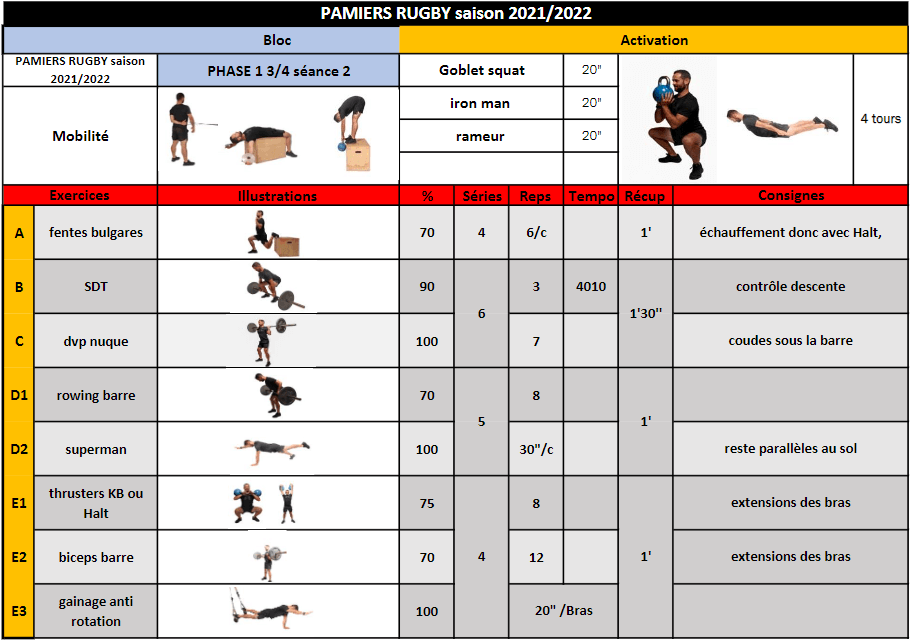 PAMIERS RUGBY saison 2021/2022
Bloc
Activation
PAMIERS RUGBY saison
2021/2022
PHASE 1 3/4 séance 2
Goblet squat
20"
iron man
20"
rameur
20"
4 tours
Mobilité
Exercices
Illustrations
%
Séries
Reps
Tempo
Récup
Consignes
A
fentes bulgares
70
4
6/c
1'
échauffement donc avec Halt,
B
SDT
90
6
3
4010
1'30''
contrôle descente
C
dvp nuque
100
7
coudes sous la barre
D1
rowing barre
70
5
8
1'
D2
superman
100
30"/c
reste parallèles au sol
E1
thrusters KB ou
Halt
75
4
8
1'
extensions des bras
E2
biceps barre
70
12
extensions des bras
E3
gainage anti
rotation
100
20" /Bras